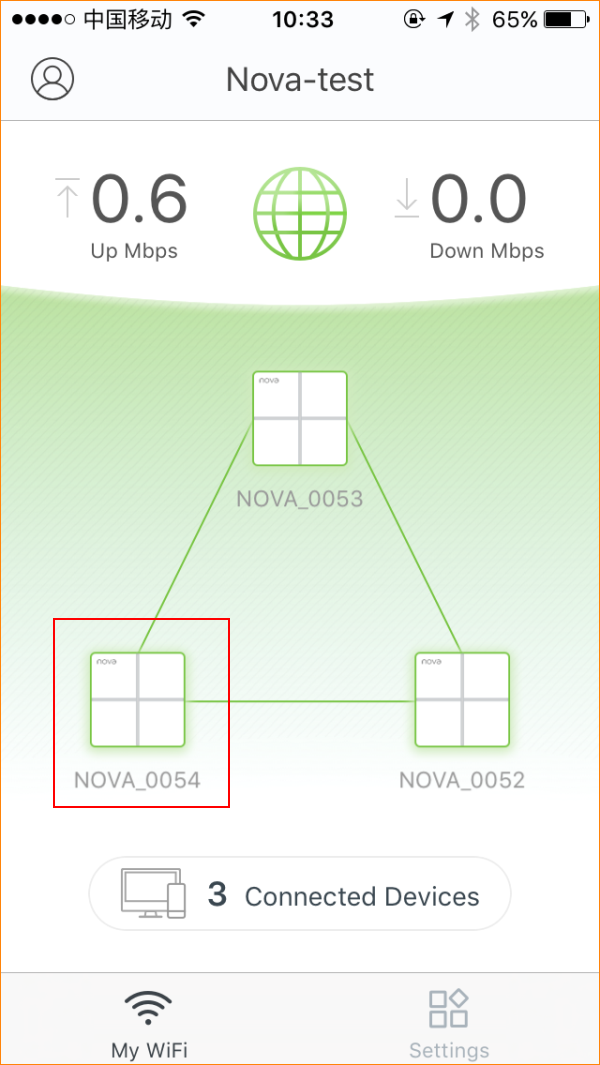 中国移动 10:33 65%
Nova-test
0.6 0.0
Up Mbps Down Mbps
nova
NOVA_0053
nova nova
NOVA_0054 NOVA_0052
3 Connected Devices
My WiFi Settings